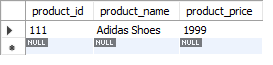 product_id product_name product_price
111 Adidas Shoes 1999
NULL NULL NULL